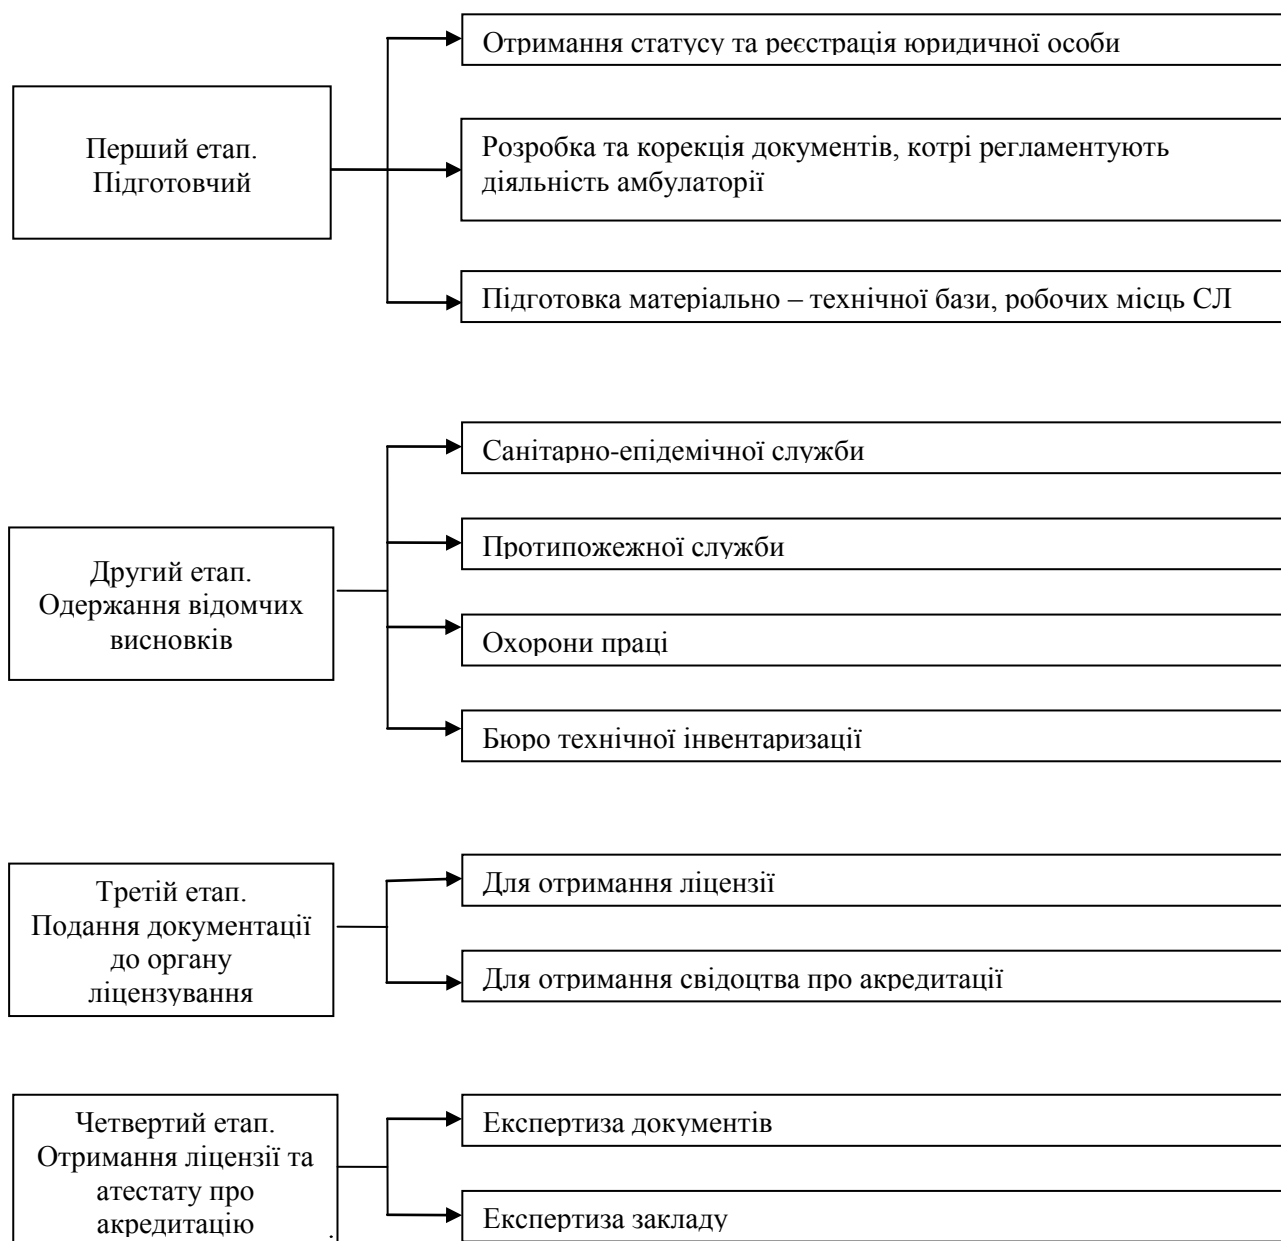 Перший етап.
Підготовчий
Отримання статусу та реєстрація юридичної особи
Розробка та корекція документів, котрі регламентують
діяльність амбулаторії
Підготовка матеріально – технічної бази, робочих місць СЛ
Другий етап.
Одержання відомчих
висновків
Санітарно-епідемічної служби
Протипожежної служби
Охорони праці
Бюро технічної інвентаризації
Третій етап.
Подання документації
до органу
ліцензування
Для отримання ліцензії
Для отримання свідоцтва про акредитації
Четвертий етап.
Отримання ліцензії та
атестату про
акредитацію .
Експертиза документів
Експертиза закладу